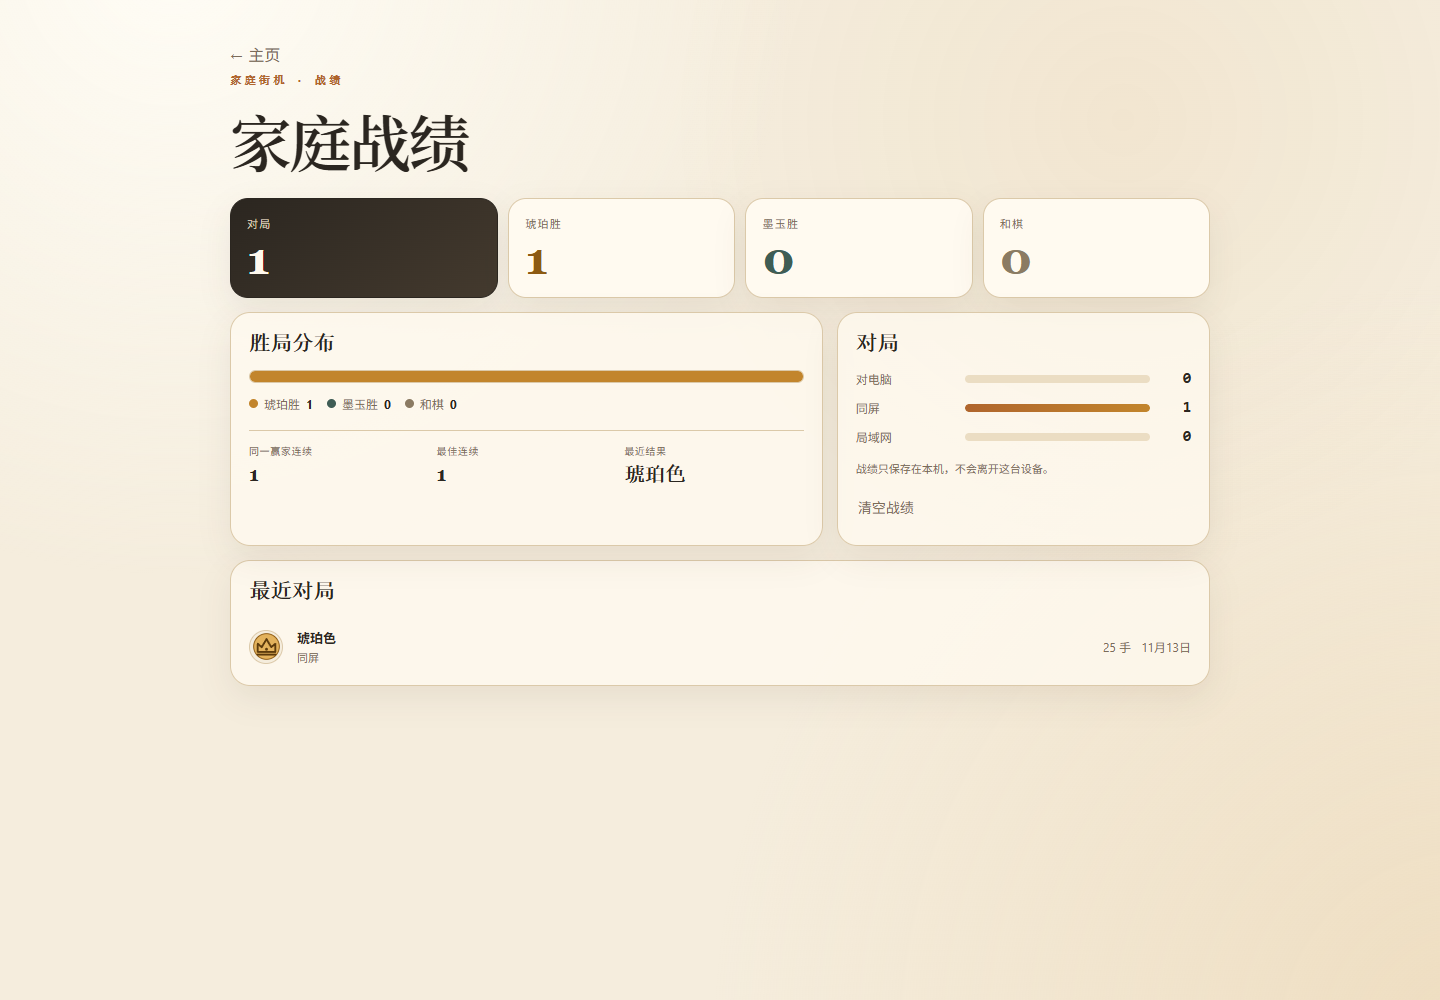 ← 主页
家庭街机 · 战绩
家庭战绩
对局
1
琥珀胜
1
墨玉胜
0
和棋
0
胜局分布
琥珀胜 1 墨玉胜 0 和棋 0
同一赢家连续
1
最佳连续
1
最近结果
琥珀色
对局
对电脑 0
同屏 1
局域网 0
战绩只保存在本机，不会离开这台设备。
清空战绩
最近对局
琥珀色
同屏
25 手 11月13日